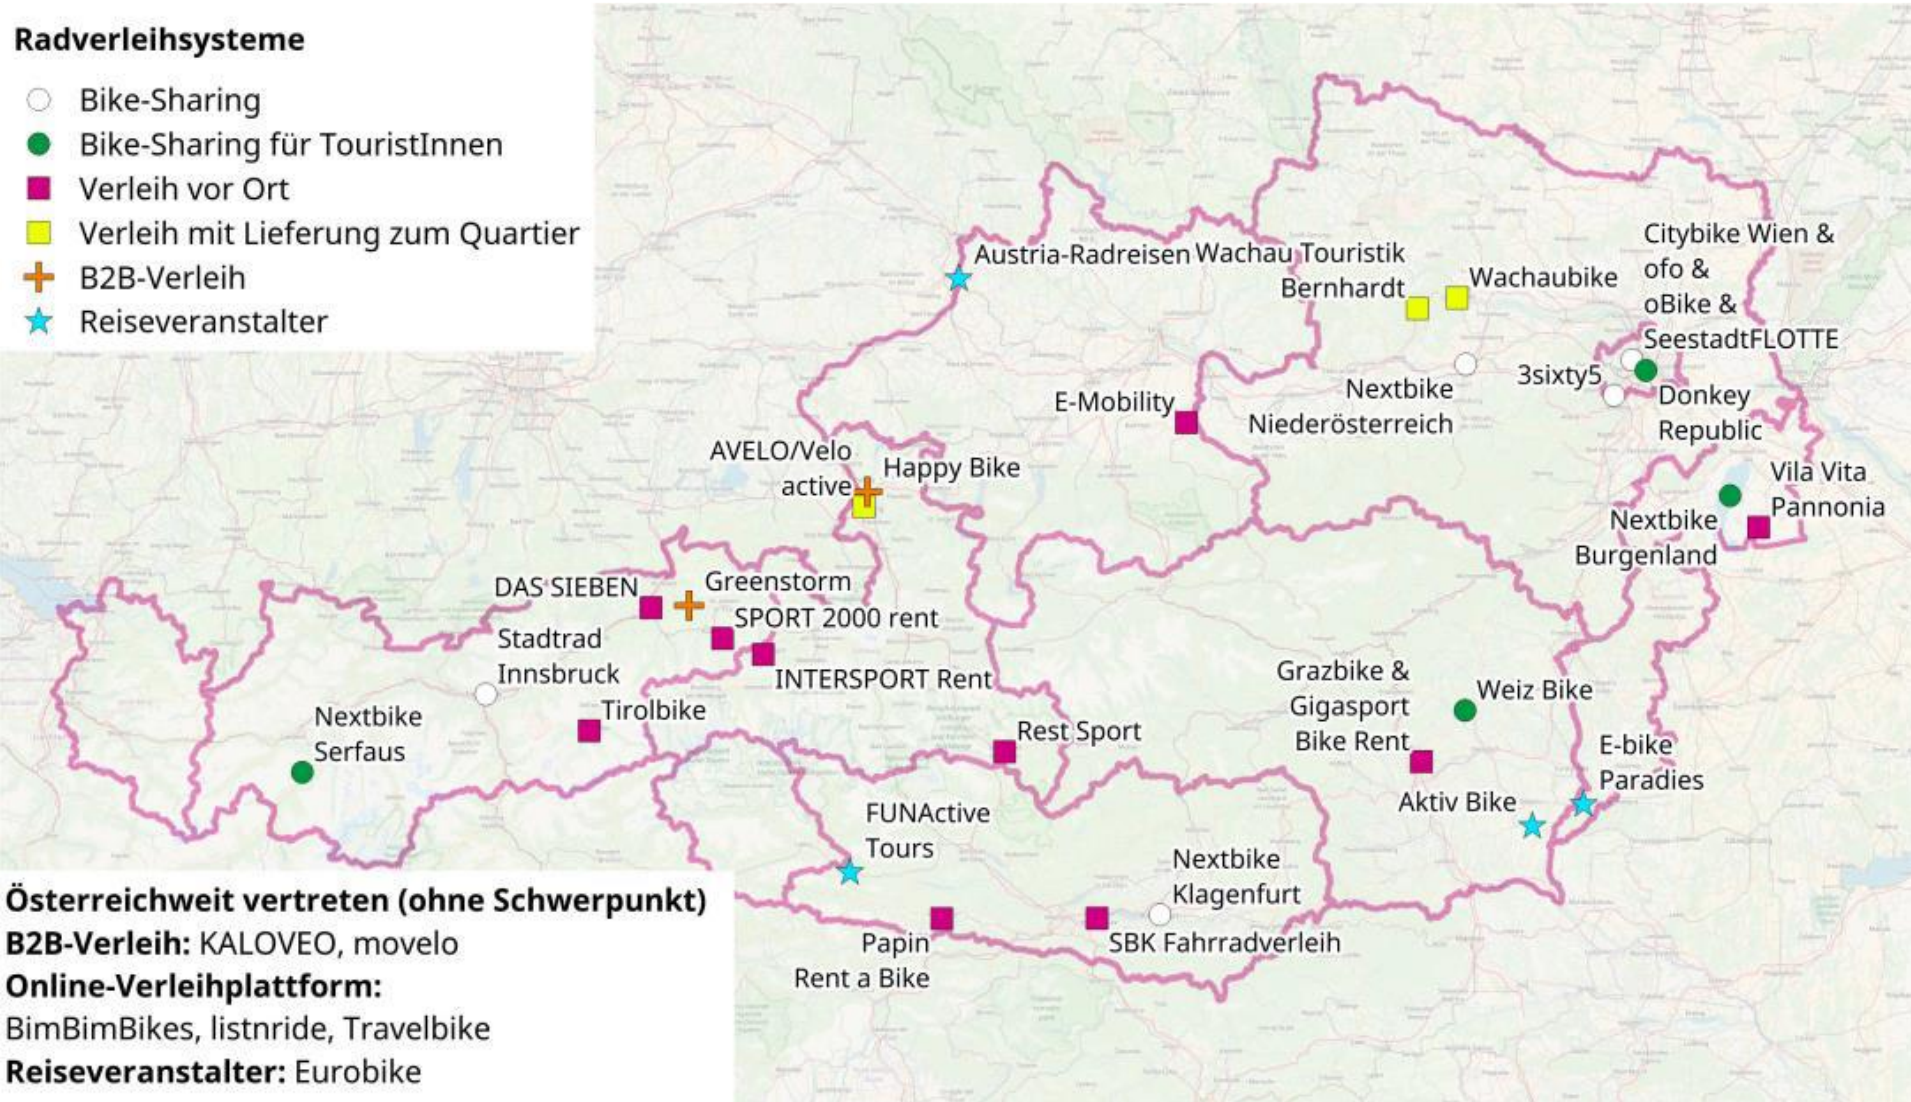 Radverleihsysteme
Bike-Sharing
Bike-Sharing für TouristInnen
Verleih vor Ort
Verleih mit Lieferung zum Quartier
B2B-Verleih
Reiseveranstalter
Austria-Radreisen
Wachau Touristik
Bernhardt
Wachaubike
Citybike Wien &
ofo &
oBike &
SeestadtFLOTTE
3sixty5
Donkey
Republic
Nextbike
Niederösterreich
E-Mobility
AVELO/Velo
active
Happy Bike
Vila Vita
Pannonia
Nextbike
Burgenland
DAS SIEBEN
Greenstorm
SPORT 2000 rent
INTERSPORT Rent
Stadtrad
Innsbruck
Tirolbike
Nextbike
Serfaus
Rest Sport
Grazbike &
Gigasport
Bike Rent
Weiz Bike
E-bike
Paradies
Aktiv Bike
FUNActive
Tours
Nextbike
Klagenfurt
SBK Fahrradverleih
Papin
Rent a Bike
Österreichweit vertreten (ohne Schwerpunkt)
B2B-Verleih: KALOVEO, movelo
Online-Verleihplattform:
BimBimBikes, listnride, Travelbike
Reiseveranstalter: Eurobike